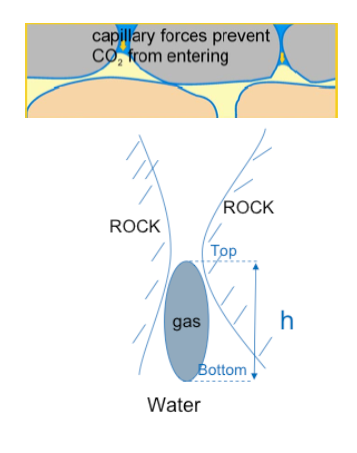 capillary forces prevent
CO₂ from entering
ROCK
ROCK
Top
gas
h
Bottom
Water